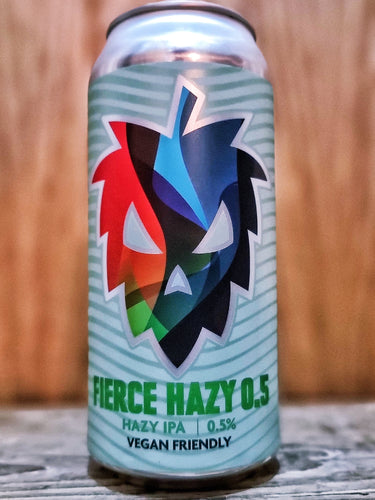 FIERCE HAZY 0.5
HAZY IPA | 0.5%
VEGAN FRIENDLY